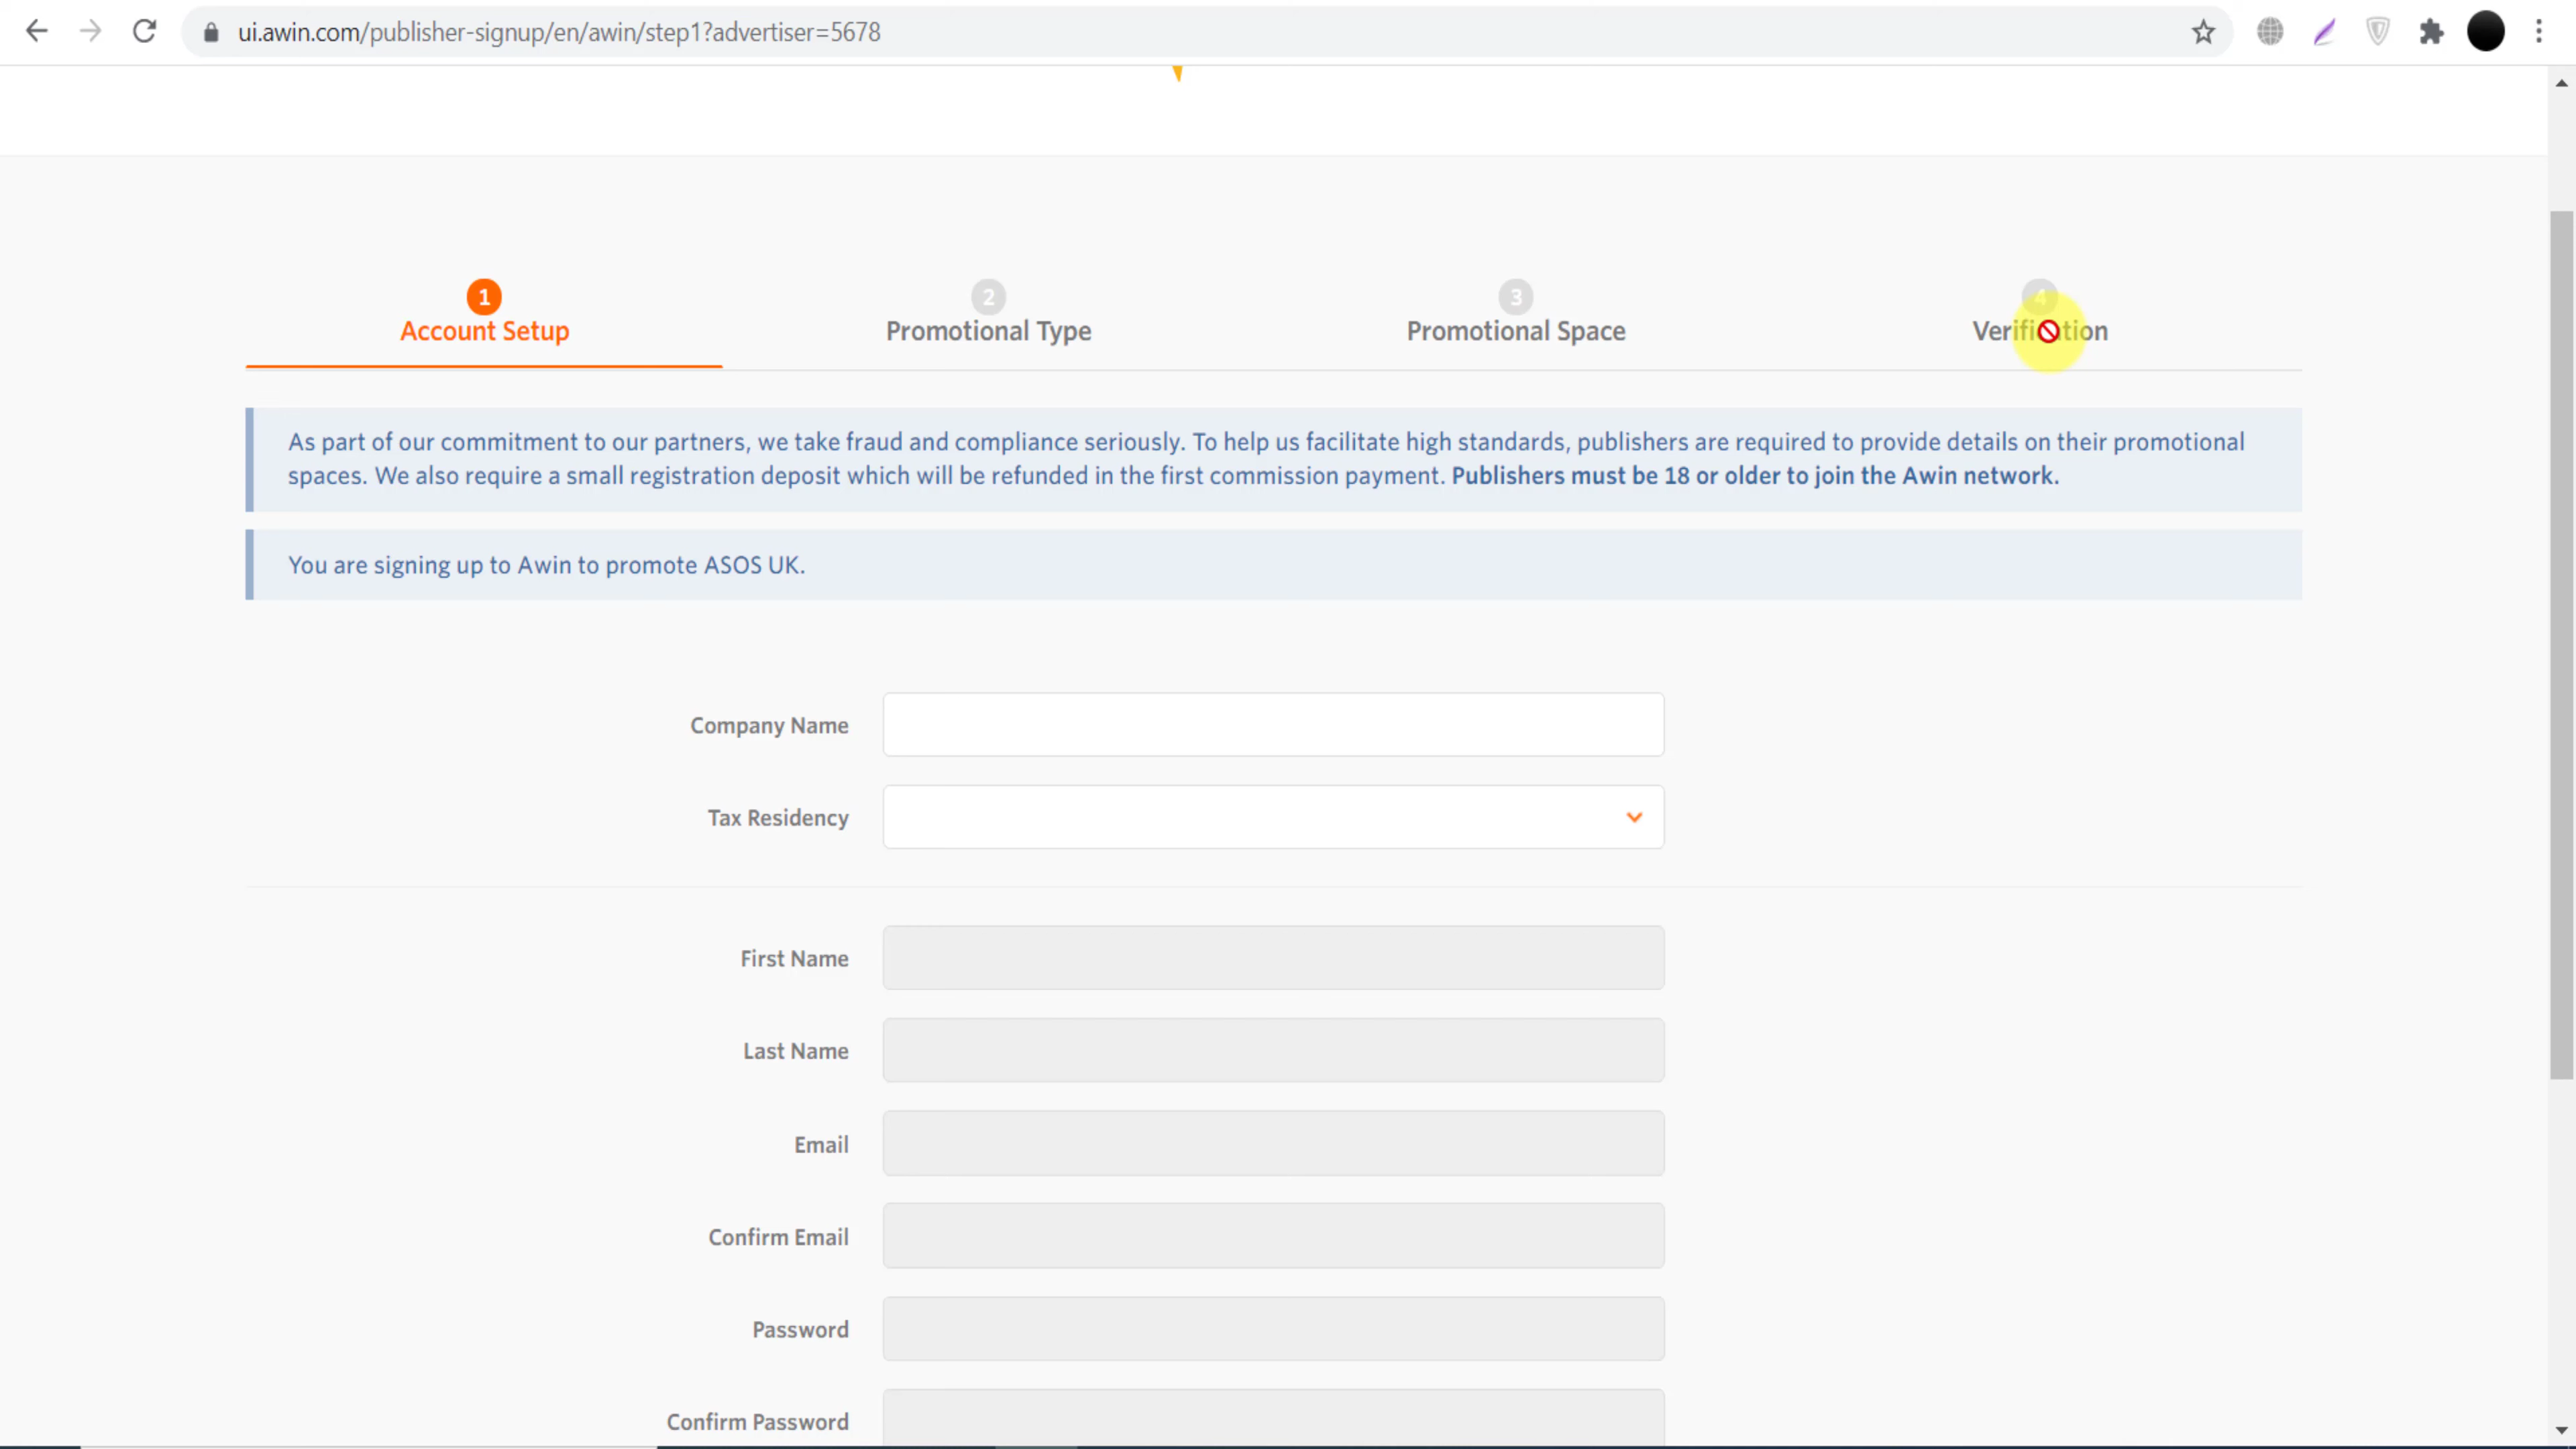 ui.awin.com/publisher-signup/en/awin/step1?advertiser=5678
1
Account Setup
2
Promotional Type
3
Promotional Space
4
Verification
As part of our commitment to our partners, we take fraud and compliance seriously. To help us facilitate high standards, publishers are required to provide details on their promotional
spaces. We also require a small registration deposit which will be refunded in the first commission payment. Publishers must be 18 or older to join the Awin network.
You are signing up to Awin to promote ASOS UK.
Company Name
Tax Residency
First Name
Last Name
Email
Confirm Email
Password
Confirm Password